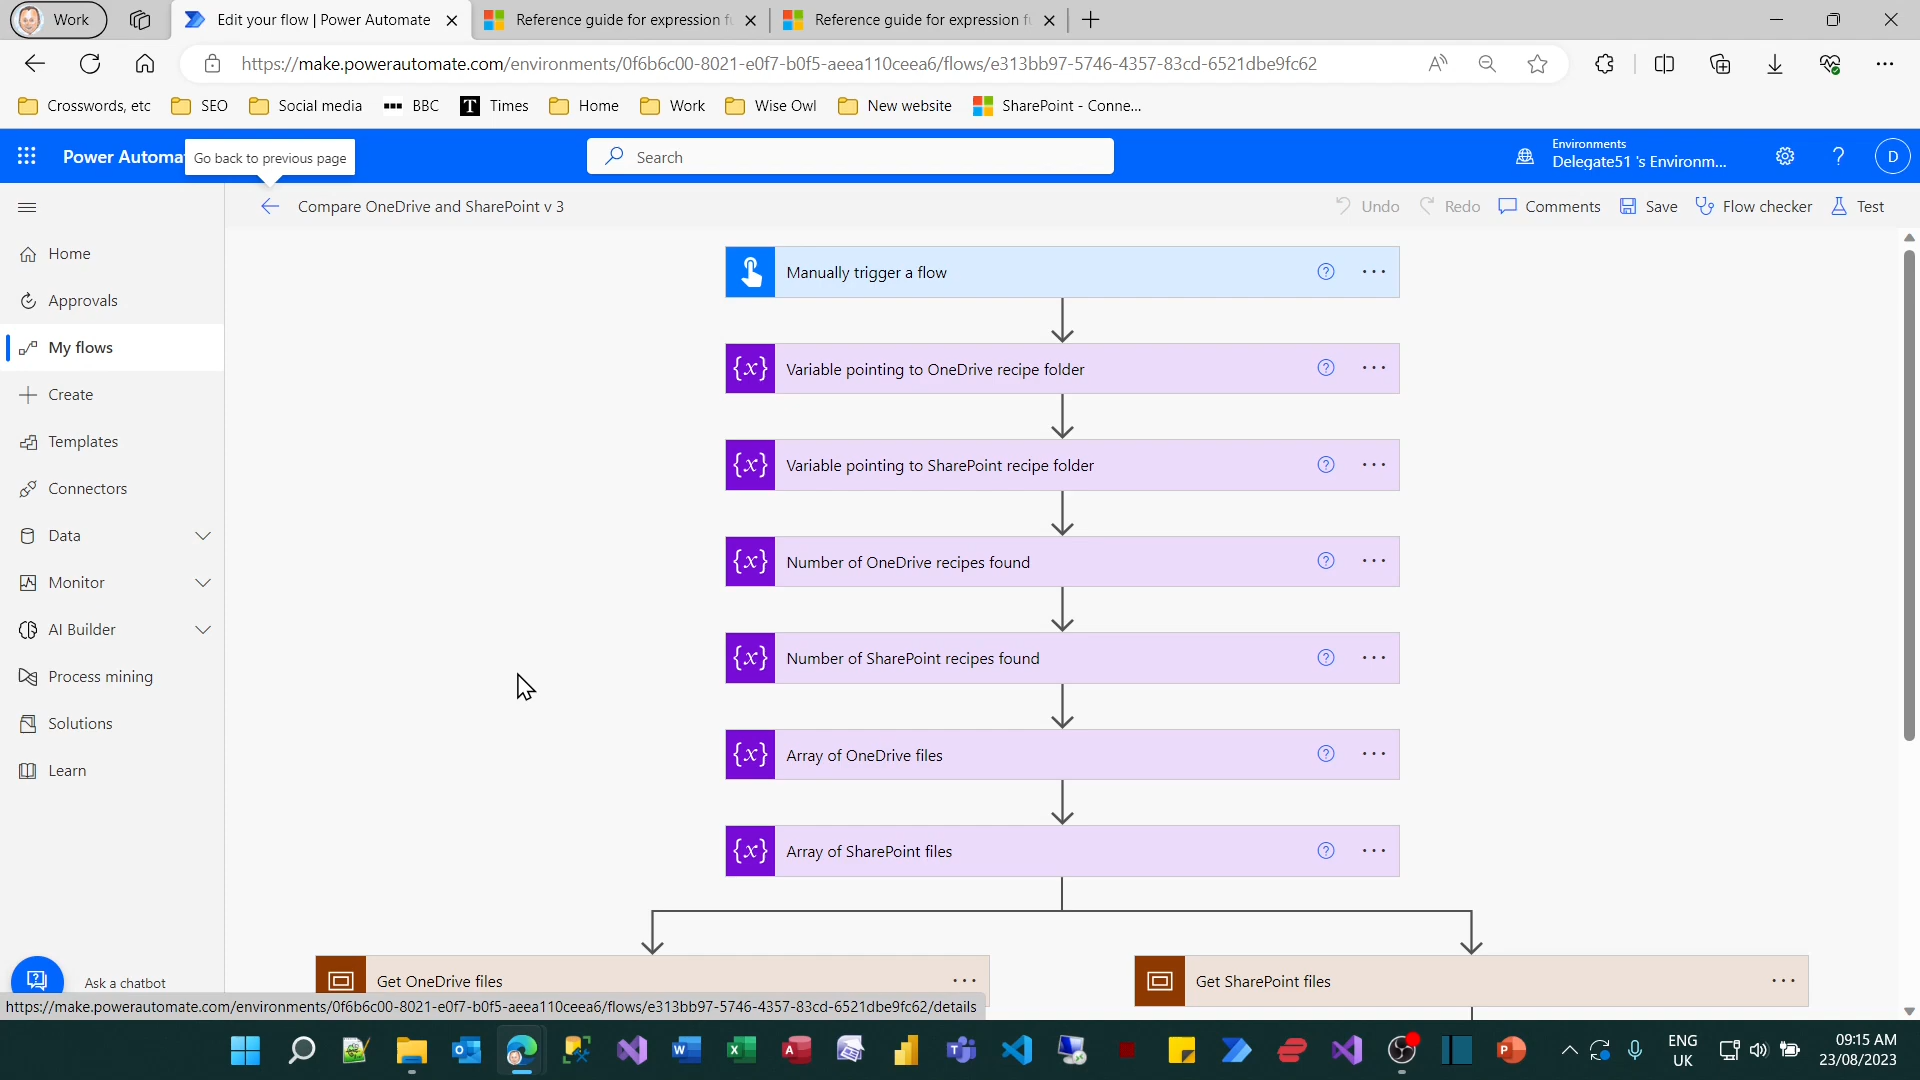 Work
Edit your flow | Power Automate
Reference guide for expression fu
Reference guide for expression fu
https://make.powerautomate.com/environments/0f6b6c00-8021-e0f7-b0f5-aeea110ceea6/flows/e313bb97-5746-4357-83cd-6521dbe9fc62
Crosswords, etc
SEO
Social media
BBC
T Times
Home
Work
Wise Owl
New website
SharePoint - Conne...
Power Automa
Go back to previous page
Search
Environments
Delegate51 's Environm...
?
D
Compare OneDrive and SharePoint v 3
Undo
Redo
Comments
Save
Flow checker
Test
Home
Approvals
My flows
Create
Templates
Connectors
Data
Monitor
AI Builder
Process mining
Solutions
Learn
Ask a chatbot
Manually trigger a flow
{x} Variable pointing to OneDrive recipe folder
{x} Variable pointing to SharePoint recipe folder
{x} Number of OneDrive recipes found
{x} Number of SharePoint recipes found
{x} Array of OneDrive files
{x} Array of SharePoint files
Get OneDrive files
Get SharePoint files
https://make.powerautomate.com/environments/0f6b6c00-8021-e0f7-b0f5-aeea110ceea6/flows/e313bb97-5746-4357-83cd-6521dbe9fc62/details
ENG
UK
09:15 AM
23/08/2023